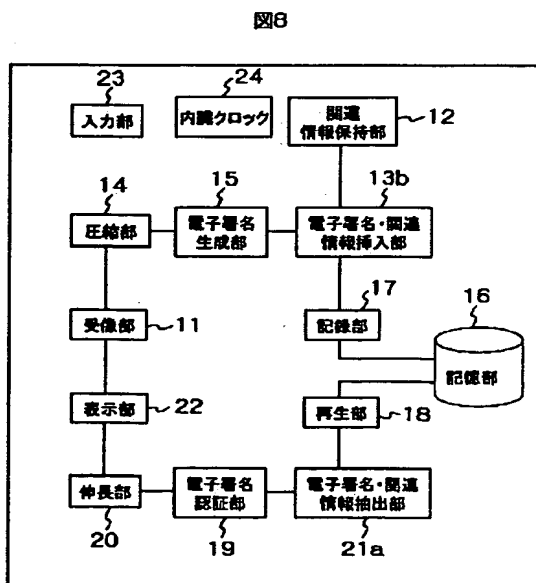 図8
23
24
入力部
内臓クロック
関連
情報保持部
12
14
15
13b
圧縮部
電子署名
生成部
電子署名・関連
情報挿入部
17
16
受像部
11
記録部
記憶部
表示部
22
再生部
18
伸長部
電子署名
認証部
電子署名・関連
情報抽出部
20
19
21a